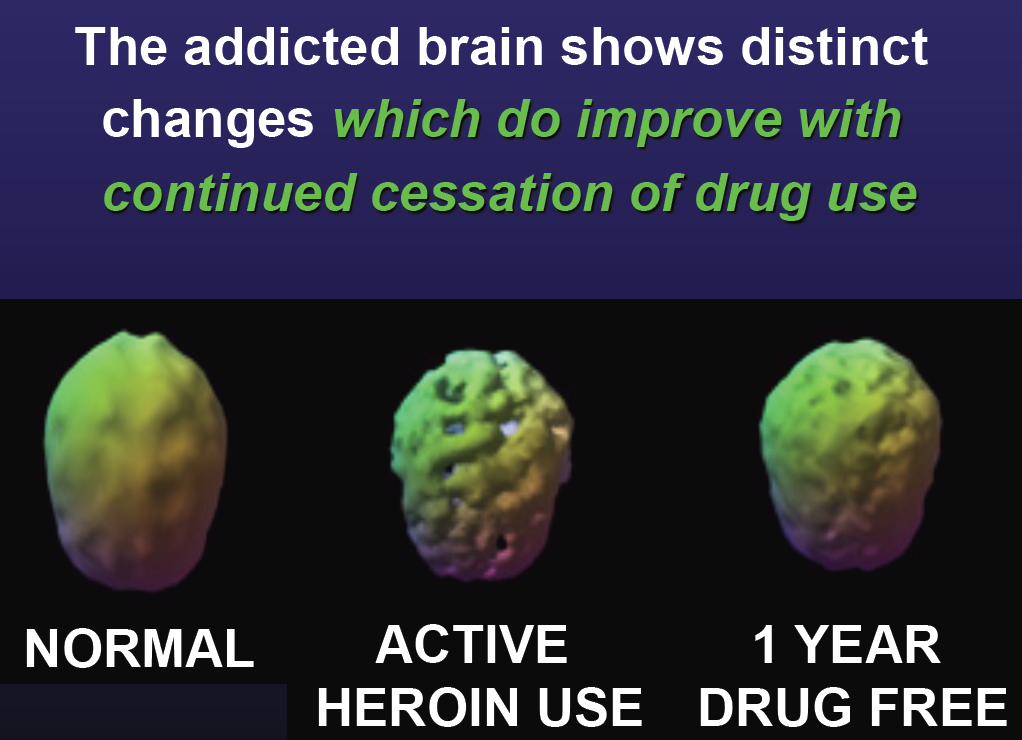 The addicted brain shows distinct
changes which do improve with
continued cessation of drug use
NORMAL
ACTIVE
HEROIN USE
1 YEAR
DRUG FREE